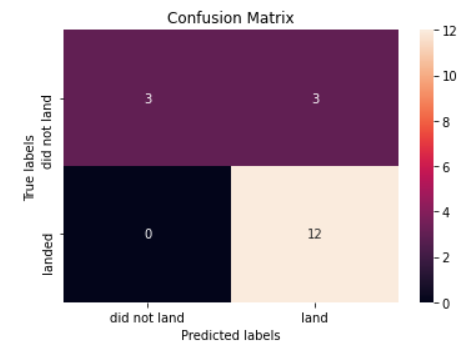 Confusion Matrix
True labels
did not land
landed
3 3
0 12
did not land land
Predicted labels
12
10
8
6
4
2
0